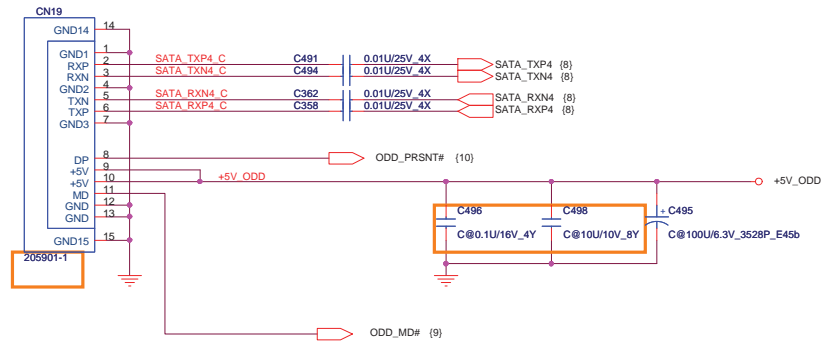 CN19
GND14 14
GND1 1
RXP 2 SATA_TXP4_C C491 0.01U/25V_4X SATA_TXP4 {8}
RXN 3 SATA_TXN4_C C494 0.01U/25V_4X SATA_TXN4 {8}
GND2 4
TXN 5 SATA_RXN4_C C362 0.01U/25V_4X SATA_RXN4 {8}
TXP 6 SATA_RXP4_C C358 0.01U/25V_4X SATA_RXP4 {8}
GND3 7
DP 8 ODD_PRSNT# {10}
+5V 9
+5V 10 +5V_ODD +5V_ODD
MD 11
GND 12
GND 13
C496 C498 + C495
C@0.1U/16V_4Y C@10U/10V_8Y C@100U/6.3V_3528P_E45b
GND15 15
205901-1
ODD_MD# {9}